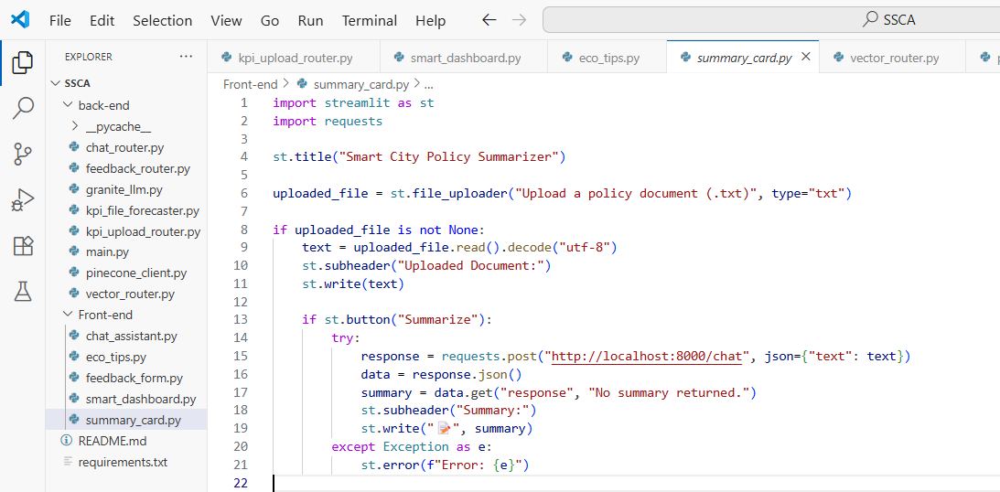 File Edit Selection View Go Run Terminal Help
SSCA
EXPLORER
kpi_upload_router.py
smart_dashboard.py
eco_tips.py
summary_card.py
vector_router.py
SSCA
back-end
__pycache__
chat_router.py
feedback_router.py
granite_llm.py
kpi_file_forecaster.py
kpi_upload_router.py
main.py
pinecone_client.py
vector_router.py
Front-end
chat_assistant.py
eco_tips.py
feedback_form.py
smart_dashboard.py
summary_card.py
README.md
requirements.txt
Front-end > summary_card.py > ...
1 import streamlit as st
2 import requests
3
4 st.title("Smart City Policy Summarizer")
5
6 uploaded_file = st.file_uploader("Upload a policy document (.txt)", type="txt")
7
8 if uploaded_file is not None:
9     text = uploaded_file.read().decode("utf-8")
10     st.subheader("Uploaded Document:")
11     st.write(text)
12
13     if st.button("Summarize"):
14         try:
15             response = requests.post("http://localhost:8000/chat", json={"text": text})
16             data = response.json()
17             summary = data.get("response", "No summary returned.")
18             st.subheader("Summary:")
19             st.write("📝", summary)
20         except Exception as e:
21             st.error(f"Error: {e}")
22